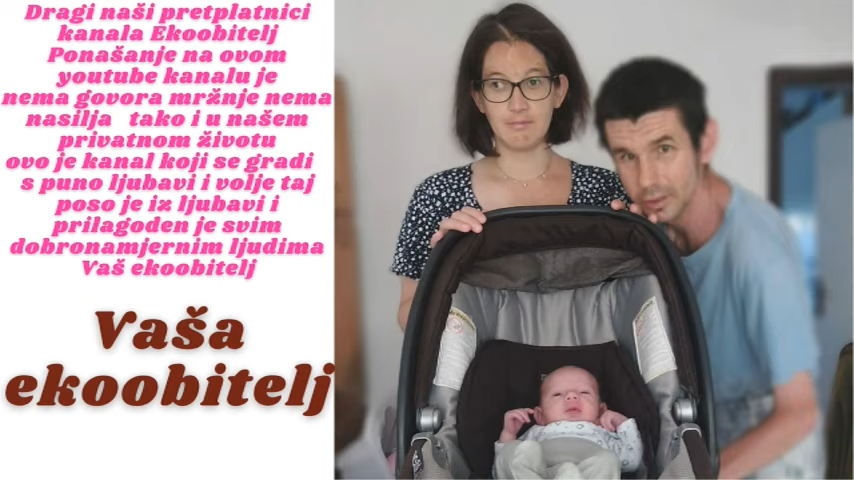 Dragi naši pretplatnici
kanala Ekoobitelj
Ponašanje na ovom
youtube kanalu je
nema govora mržnje nema
nasilja tako i u našem
privatnom životu
ovo je kanal koji se gradi
s puno ljubavi i volje taj
poso je iz ljubavi i
prilagođen je svim
dobronamjernim ljudima
Vaš ekoobitelj
Vaša
ekoobitelj